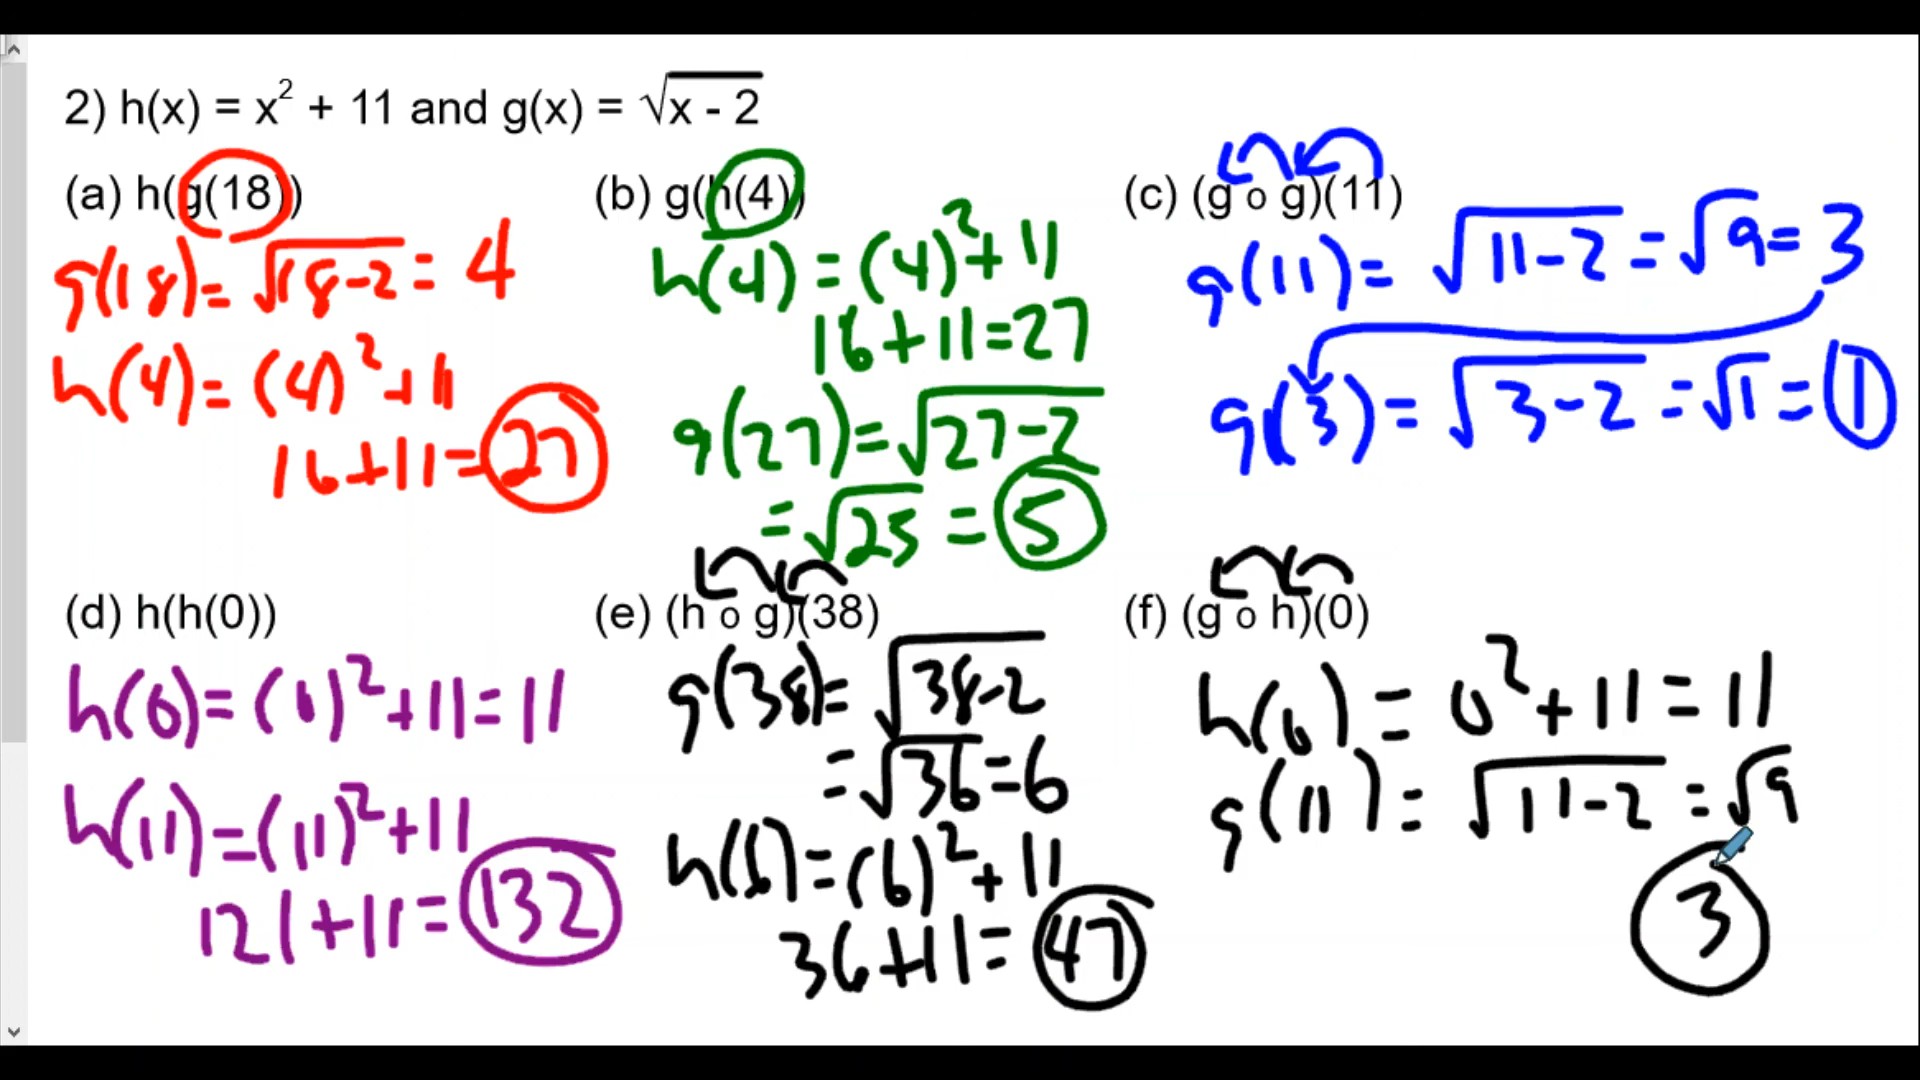 2) h(x) = x² + 11 and g(x) = √x - 2
(a) h(g(18))
g(18) = √18-2 = 4
h(4) = (4)² + 11
16+11 = 27
(b) g(h(4))
h(4) = (4)² + 11
16+11=27
g(27) = √27-2
= √25 = 5
(c) (g o g)(11)
g(11) = √11-2 = √9 = 3
g(3) = √3-2 = √1 = 1
(d) h(h(0))
h(0) = (0)² + 11 = 11
h(11) = (11)² + 11
121+11 = 132
(e) (h o g)(38)
g(38) = √38-2
= √36 = 6
h(6) = (6)² + 11
36+11 = 47
(f) (g o h)(0)
h(0) = 0² + 11 = 11
g(11) = √11-2 = √9
3